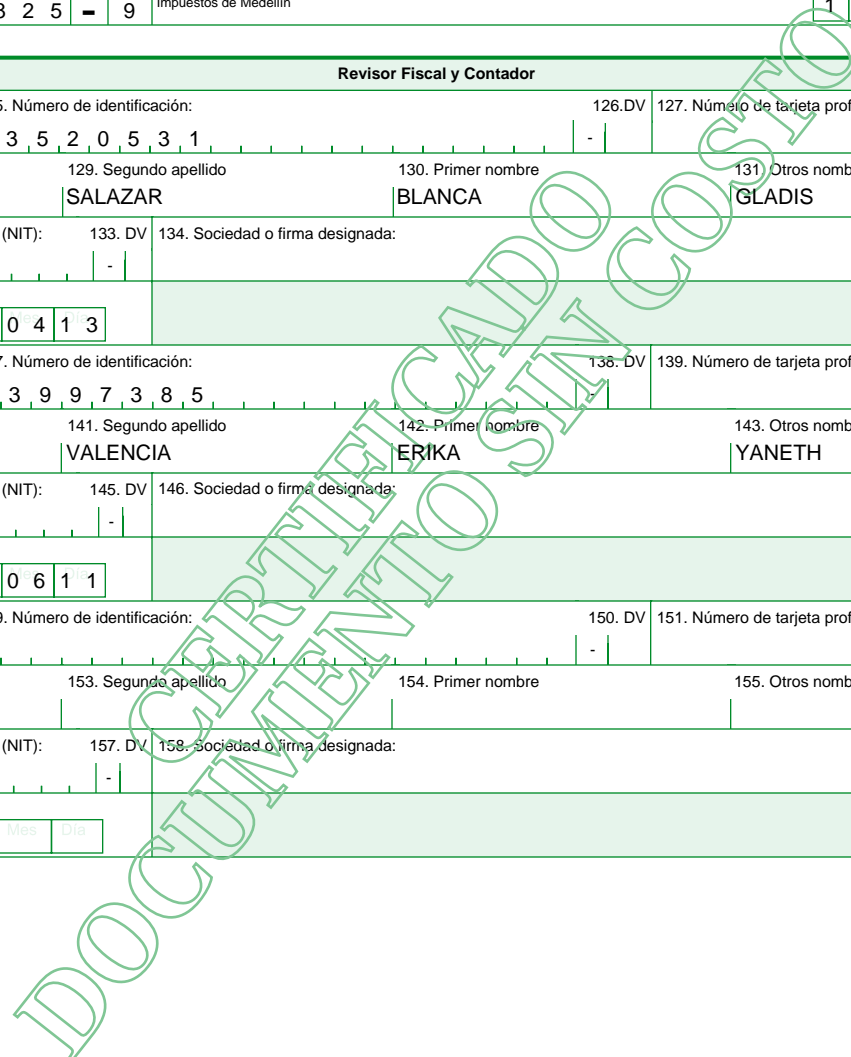 3 2 5 - 9 Impuestos de Medellín 1
Revisor Fiscal y Contador
5. Número de identificación: 126.DV 127. Número de tarjeta prof
3 5 2 0 5 3 1 -
129. Segundo apellido 130. Primer nombre 131. Otros nomb
SALAZAR BLANCA GLADIS
(NIT): 133. DV 134. Sociedad o firma designada:
-
Mes Día
0 4 1 3
7. Número de identificación: 138. DV 139. Número de tarjeta prof
3 9 9 7 3 8 5 -
141. Segundo apellido 142. Primer nombre 143. Otros nomb
VALENCIA ERIKA YANETH
(NIT): 145. DV 146. Sociedad o firma designada:
-
Mes Día
0 6 1 1
9. Número de identificación: 150. DV 151. Número de tarjeta prof
-
153. Segundo apellido 154. Primer nombre 155. Otros nomb
(NIT): 157. DV 158. Sociedad o firma designada:
-
Mes Día
CERTIFICADO
DOCUMENTO SIN COSTO